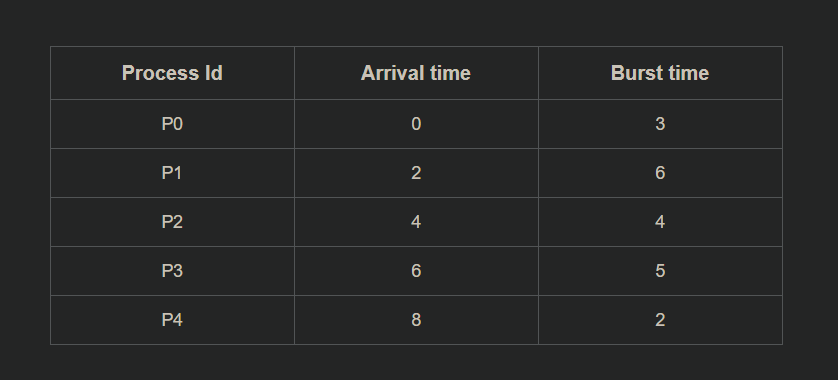 Process Id Arrival time Burst time
P0 0 3
P1 2 6
P2 4 4
P3 6 5
P4 8 2